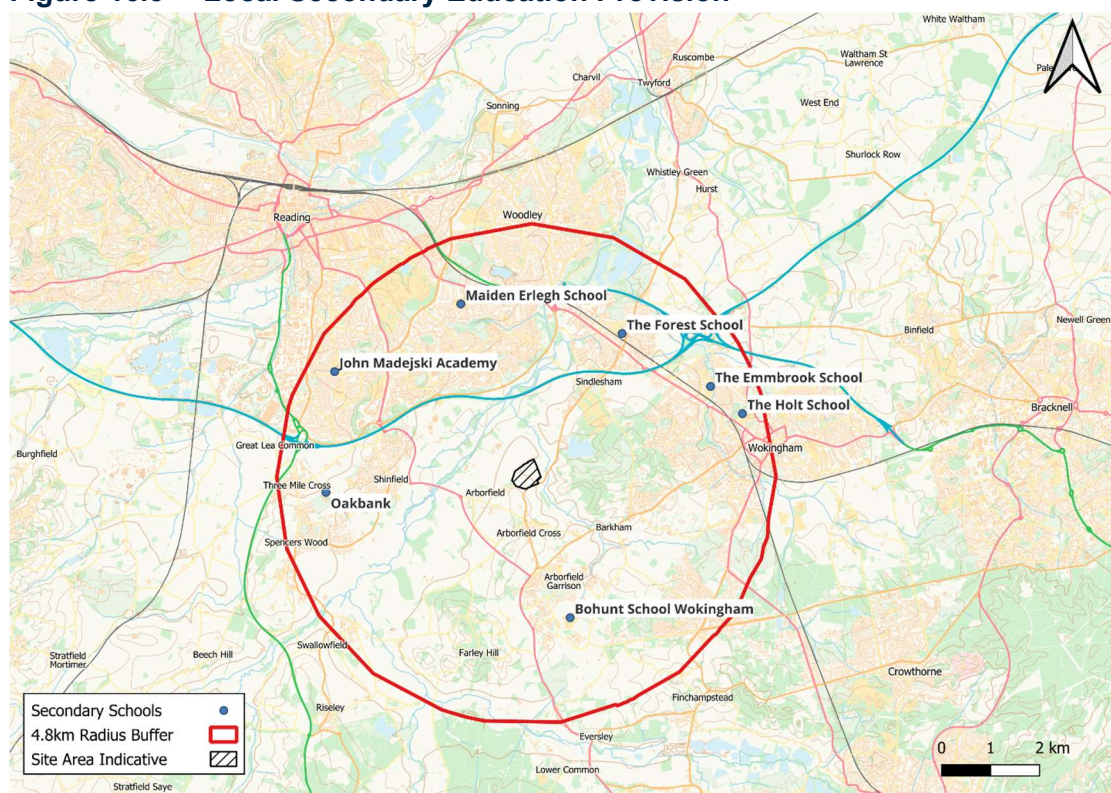 Local Secondary Education Provision
White Waltham
Ruscombe
Waltham St
Lawrence
Charvil
Twyford
Sonning
West End
Shurlock Row
Whistley Green
Hurst
Reading
Woodley
Maiden Erlegh School
Newell Green
The Forest School
Binfield
John Madejski Academy
Sindlesham
The Emmbrook School
The Holt School
Bracknell
Great Lea Common
Wokingham
Burghfield
Shinfield
Three Mile Cross
Arborfield
Oakbank
Barkham
Arborfield Cross
Spencers Wood
Arborfield
Garrison
Bohunt School Wokingham
Swallowfield
Stratfield
Mortimer
Beech Hill
Farley Hill
Crowthorne
Finchampstead
Riseley
Eversley
Lower Common
Stratfield Saye
Secondary Schools
4.8km Radius Buffer
Site Area Indicative
0 1 2 km